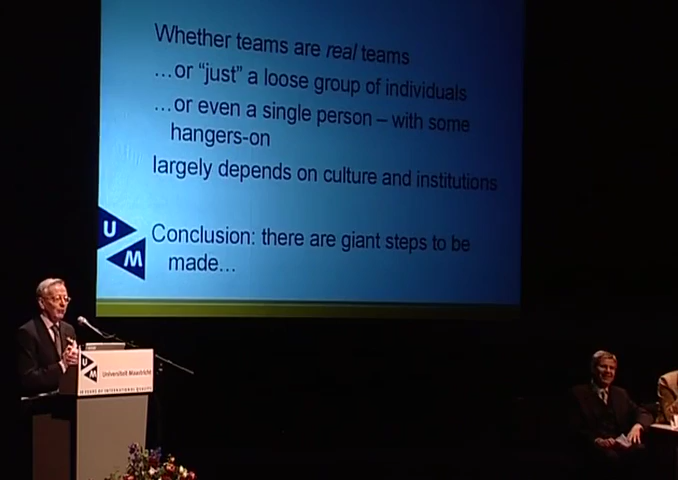 Whether teams are real teams
…or “just” a loose group of individuals
…or even a single person – with some
hangers-on
largely depends on culture and institutions
U
M
Conclusion: there are giant steps to be
made…
U
M
Universiteit Maastricht